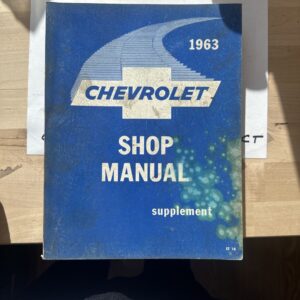 1963
CHEVROLET
SHOP
MANUAL
supplement